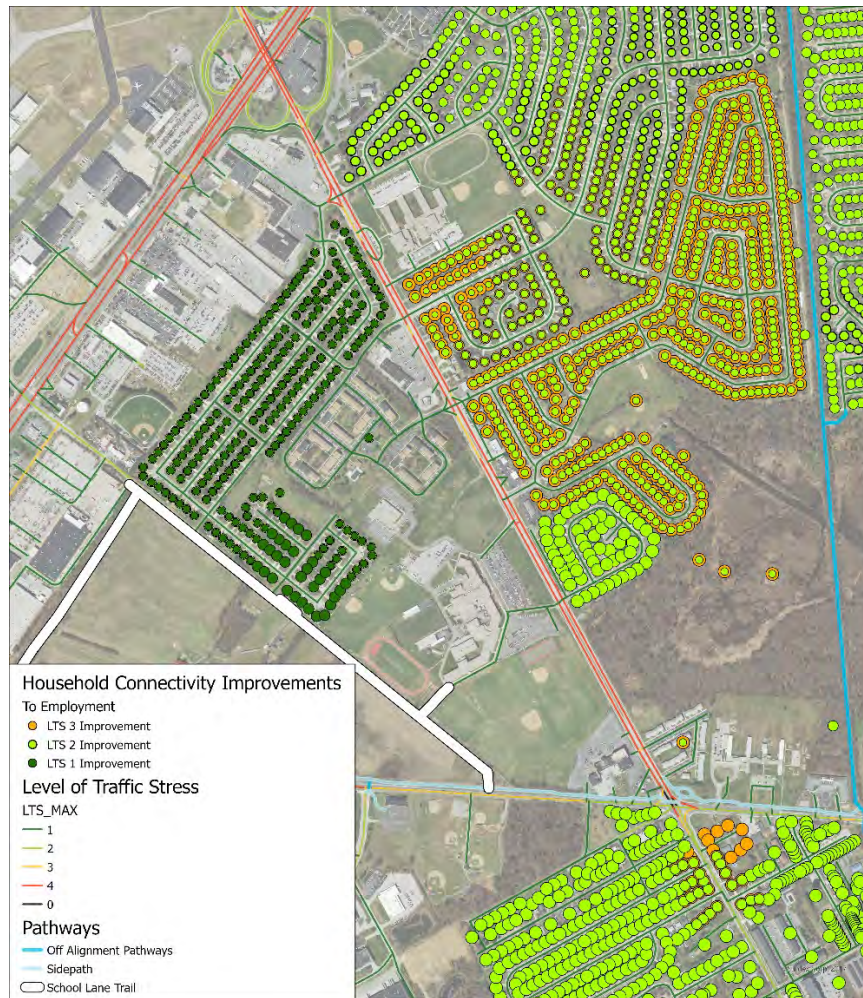 Household Connectivity Improvements
To Employment
LTS 3 Improvement
LTS 2 Improvement
LTS 1 Improvement
Level of Traffic Stress
LTS_MAX
1
2
3
4
0
Pathways
Off Alignment Pathways
Sidepath
School Lane Trail